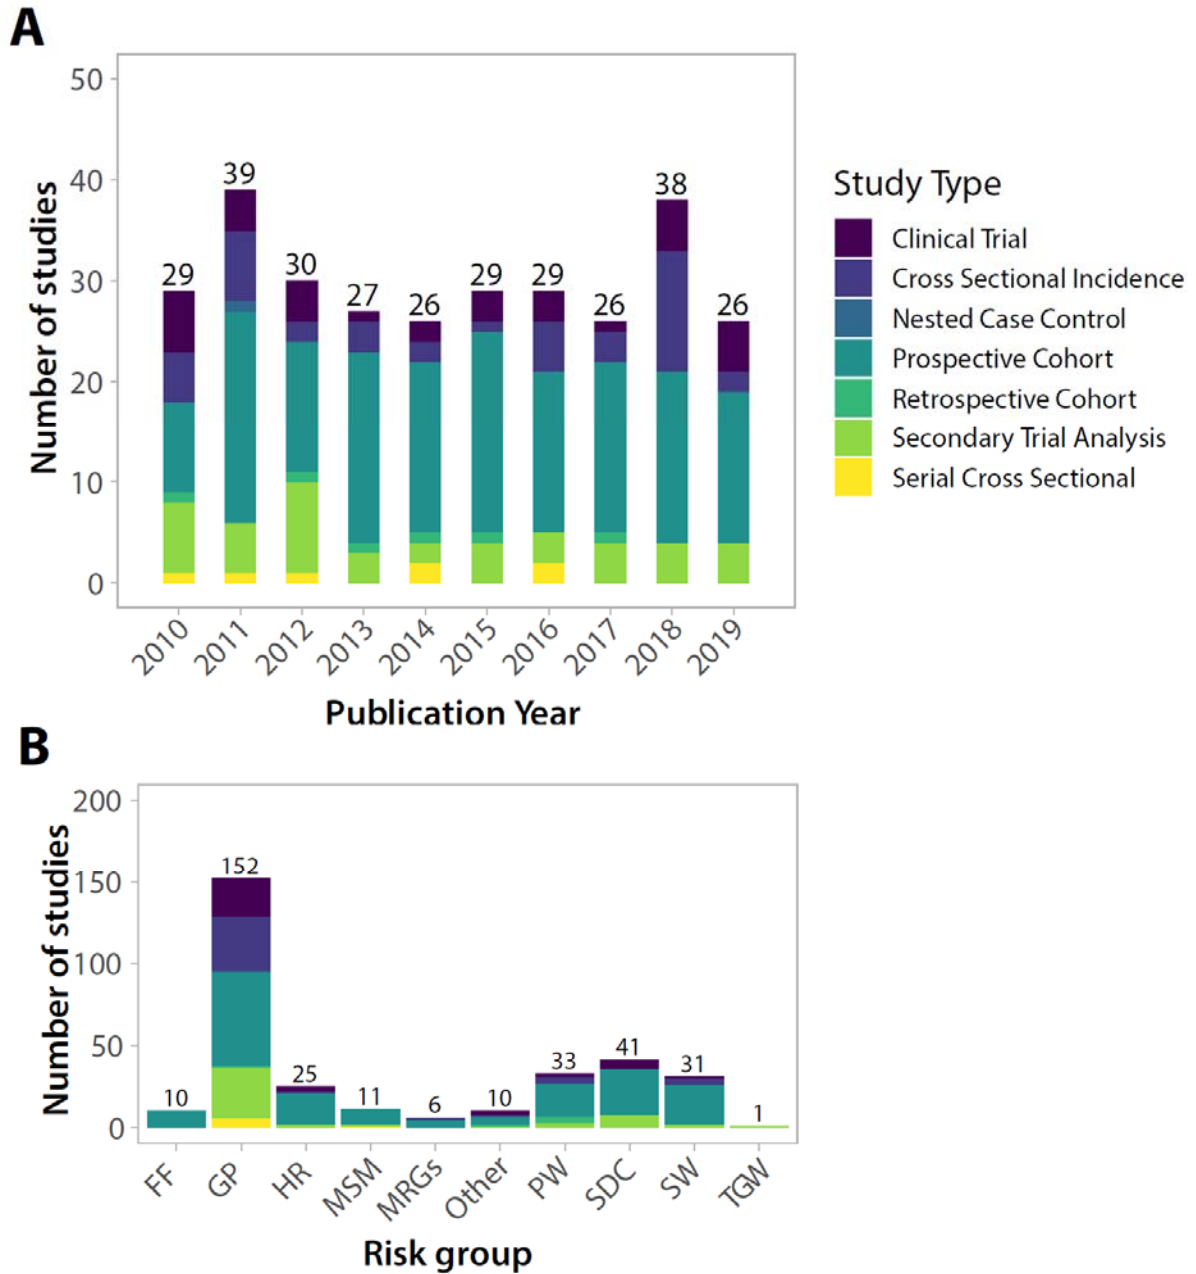 A
Number of studies
50
40
30
20
10
0
29
39
30
27
26
29
29
26
38
26
2010
2011
2012
2013
2014
2015
2016
2017
2018
2019
Publication Year
Study Type
Clinical Trial
Cross Sectional Incidence
Nested Case Control
Prospective Cohort
Retrospective Cohort
Secondary Trial Analysis
Serial Cross Sectional
B
Number of studies
200
150
100
50
0
10
152
25
11
6
10
33
41
31
1
FF
GP
HR
MSM
MRGs
Other
PW
SDC
SW
TGW
Risk group